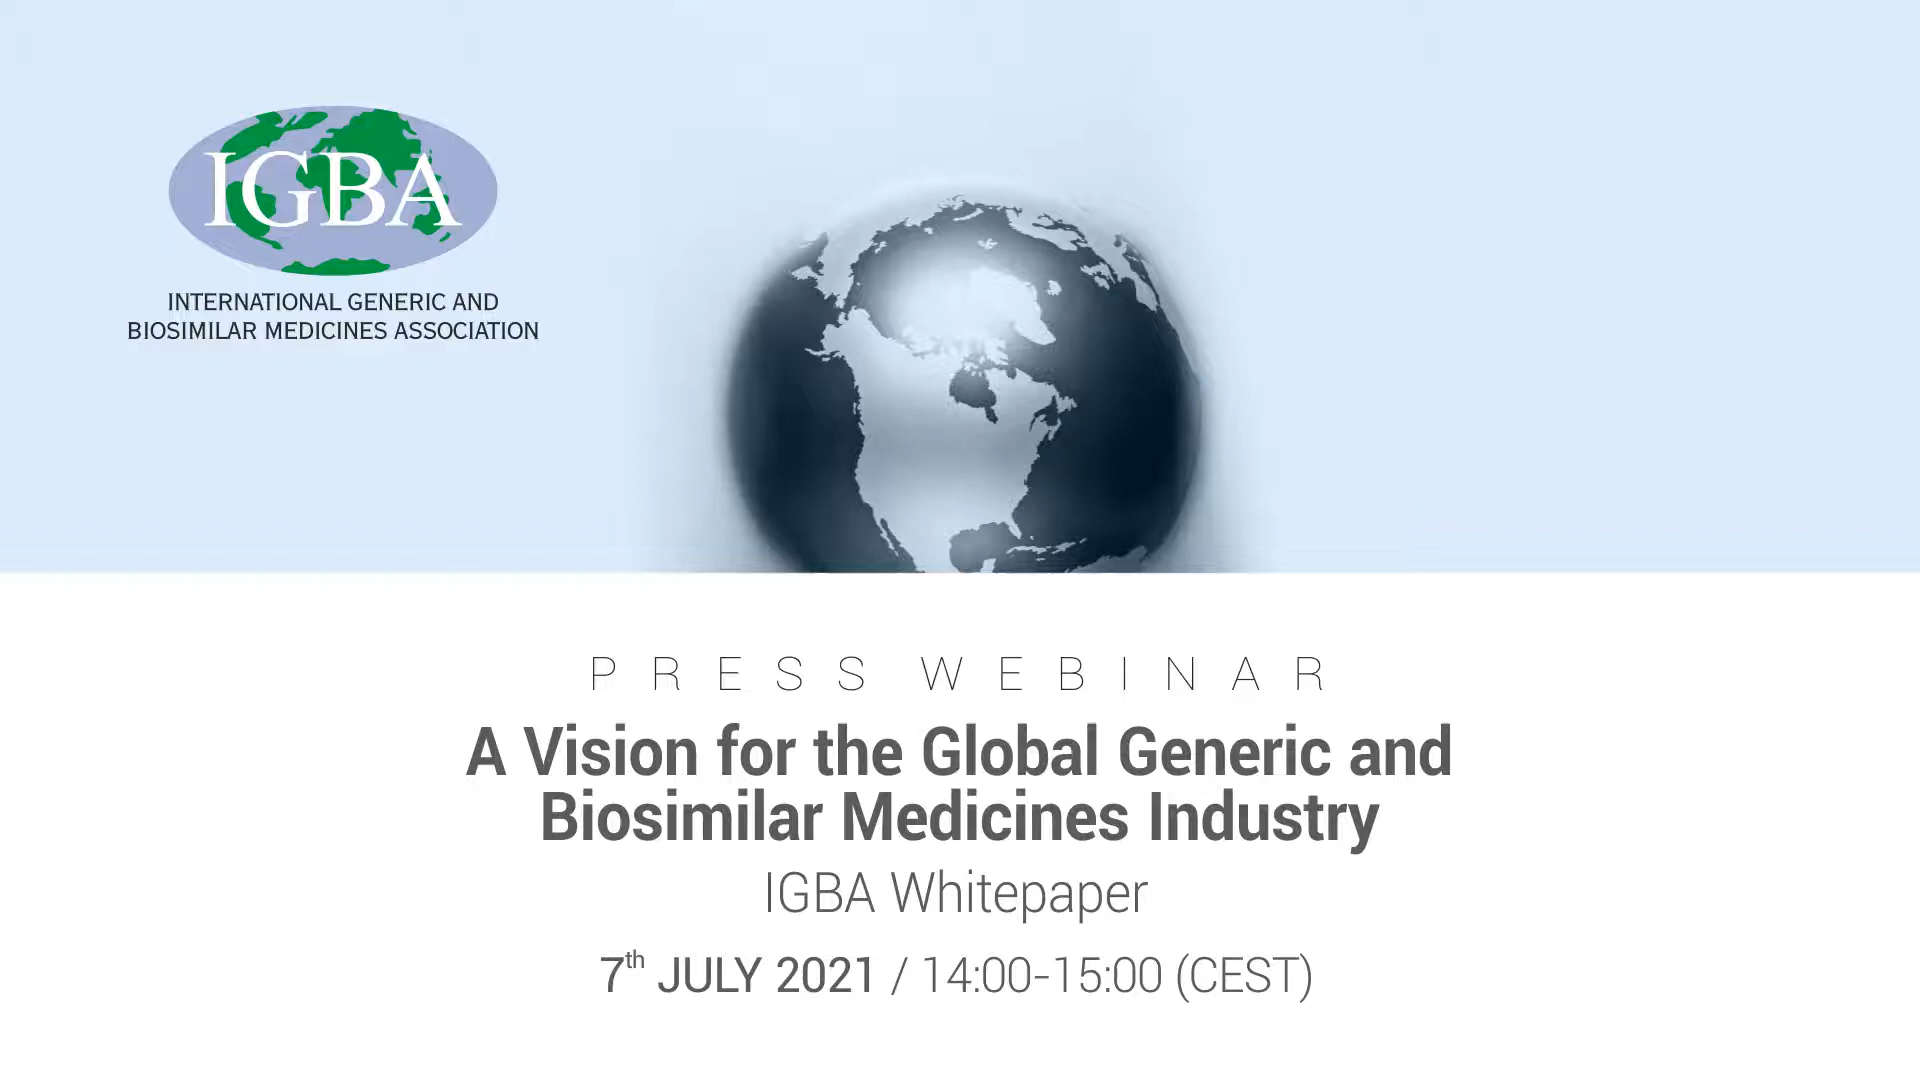 IGBA
INTERNATIONAL GENERIC AND
BIOSIMILAR MEDICINES ASSOCIATION
PRESS WEBINAR
A Vision for the Global Generic and
Biosimilar Medicines Industry
IGBA Whitepaper
7th JULY 2021 / 14:00-15:00 (CEST)